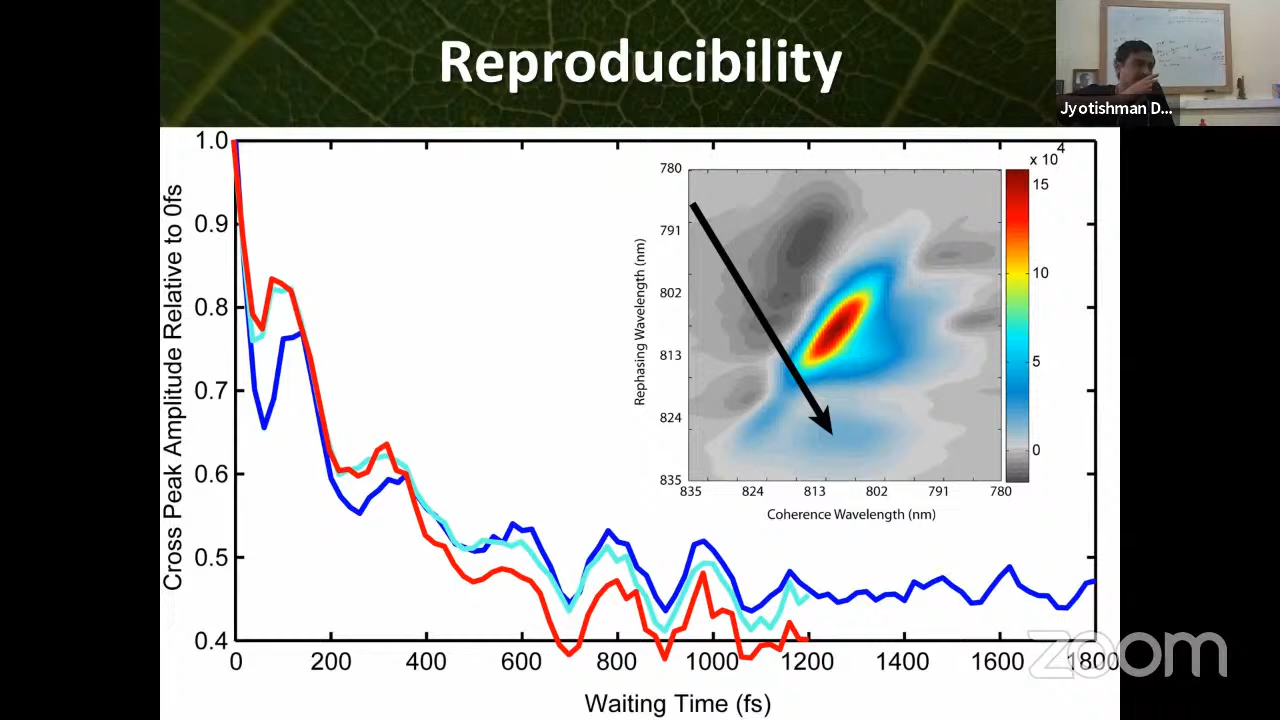 Reproducibility
Jyotishman D...
Cross Peak Amplitude Relative to 0fs
1.0
0.9
0.8
0.7
0.6
0.5
0.4
0 200 400 600 800 1000 1200 1400 1600 1800
Waiting Time (fs)
Rephasing Wavelength (nm)
780
791
802
813
824
835
835 824 813 802 791 780
Coherence Wavelength (nm)
x 10^4
15
10
5
0
zoom